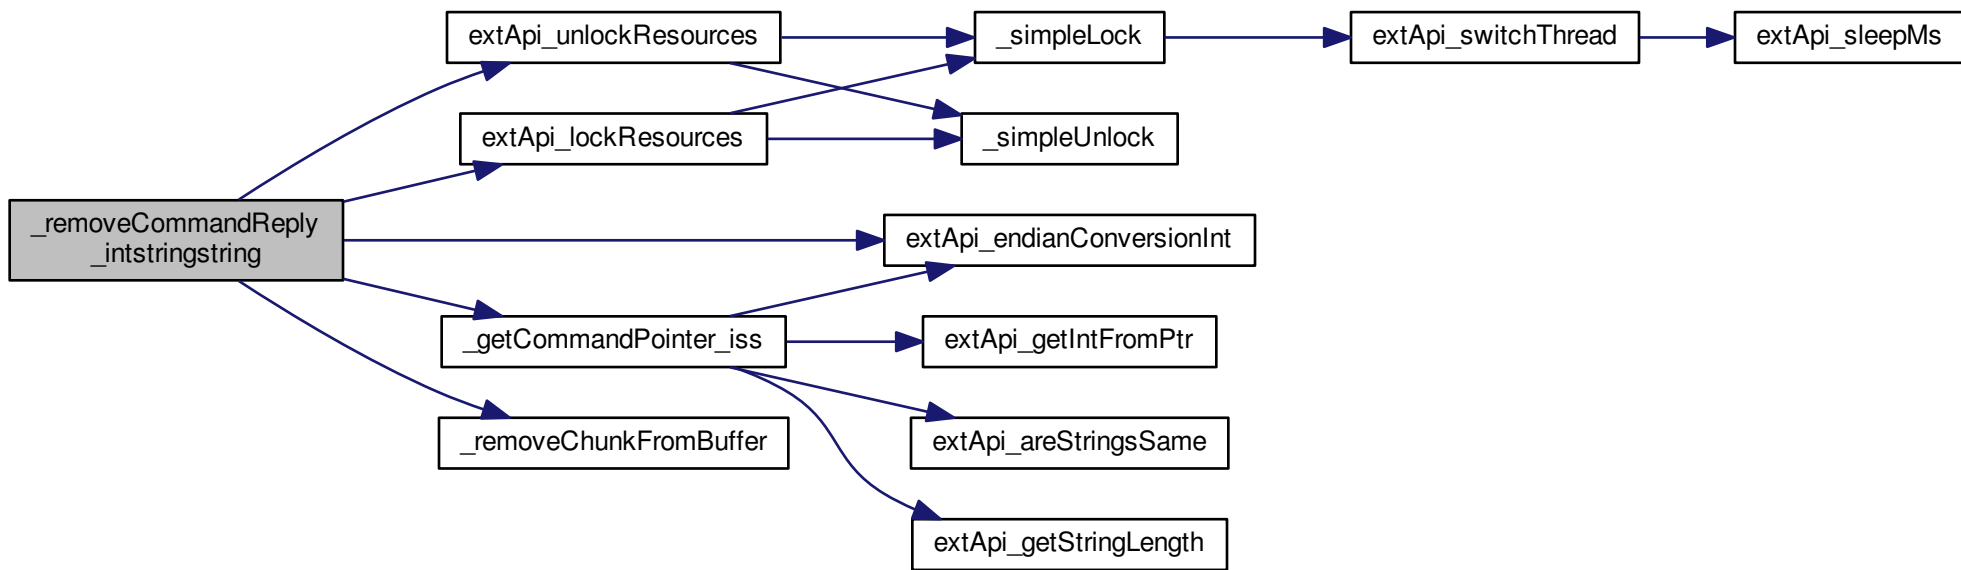 extApi_unlockResources
_simpleLock
extApi_switchThread
extApi_sleepMs
extApi_lockResources
_simpleUnlock
_removeCommandReply
_intstringstring
extApi_endianConversionInt
_getCommandPointer_iss
extApi_getIntFromPtr
_removeChunkFromBuffer
extApi_areStringsSame
extApi_getStringLength